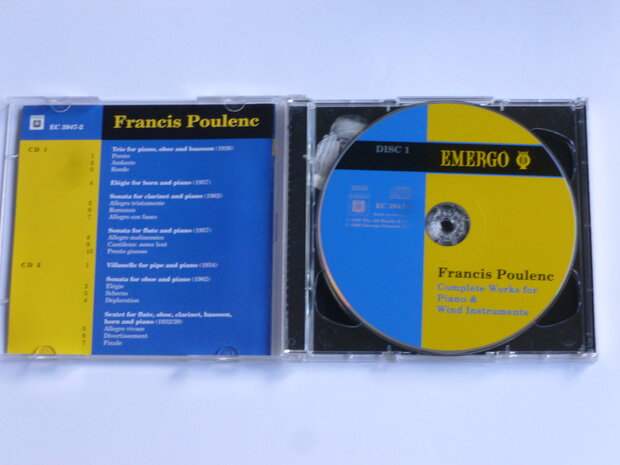 EC 3947-2
Francis Poulenc
CD 1
Trio for piano, oboe and bassoon (1926)
1 Presto
2 Andante
3 Rondo
4 Elégie for horn and piano (1957)
Sonata for clarinet and piano (1962)
5 Allegro tristamente
6 Romanza
7 Allegro con fuoco
Sonata for flute and piano (1957)
8 Allegro malinconico
9 Cantilena: assez lent
10 Presto giocoso
CD 2
1 Villanelle for pipe and piano (1934)
Sonata for oboe and piano (1962)
2 Elégie
3 Scherzo
4 Déploration
Sextet for flute, oboe, clarinet, bassoon,
horn and piano (1932/39)
5 Allegro vivace
6 Divertissement
7 Finale
DISC 1
EMERGO
DDD
EC 3947
Francis Poulenc
Complete Works for
Piano &
Wind Instruments